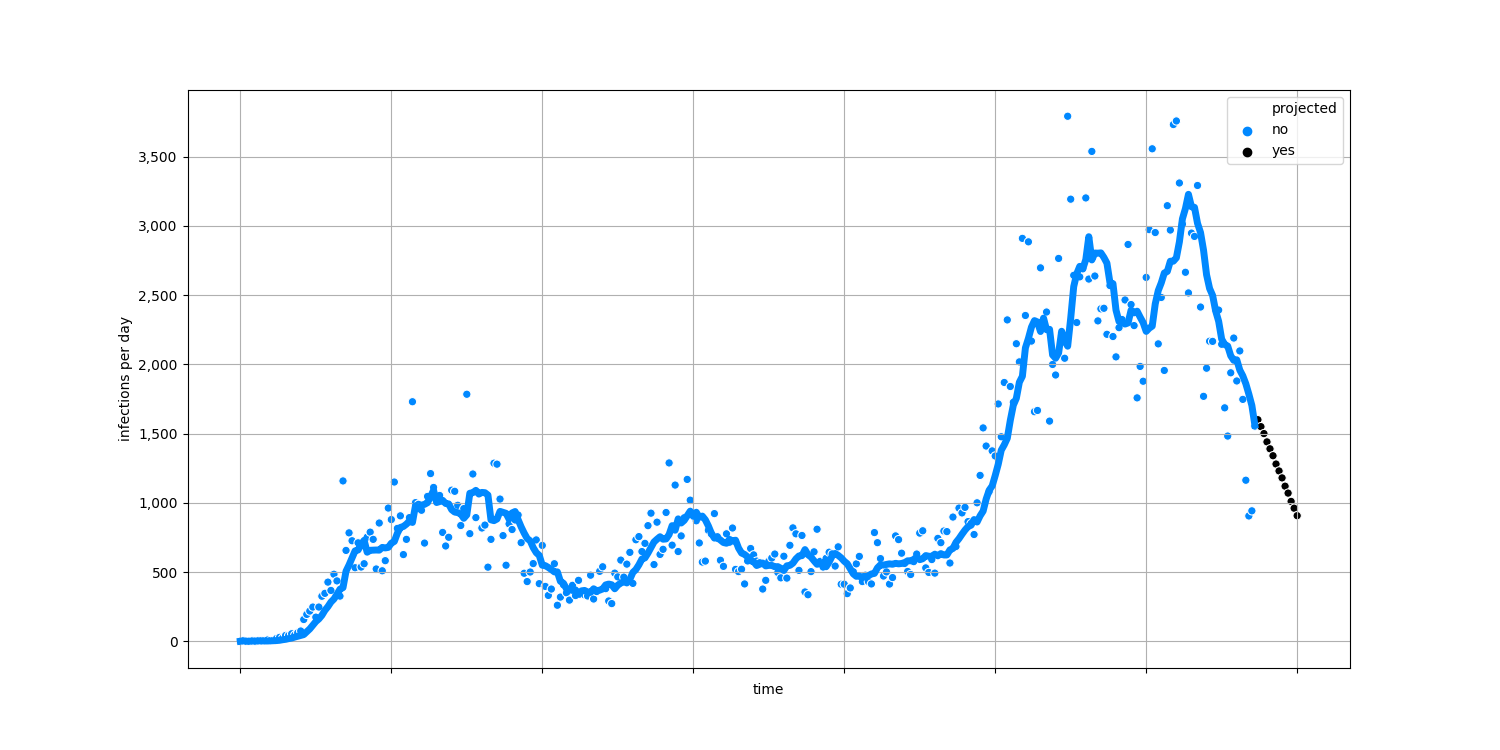 projected
no
yes
3,500
3,000
2,500
2,000
1,500
1,000
500
0
infections per day
time